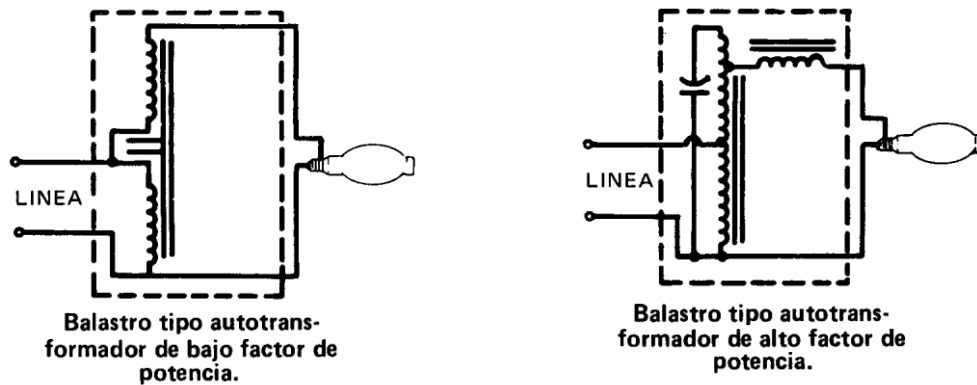 LINEA
Balastro tipo autotrans-
formador de bajo factor de
potencia.
LINEA
Balastro tipo autotrans-
formador de alto factor de
potencia.